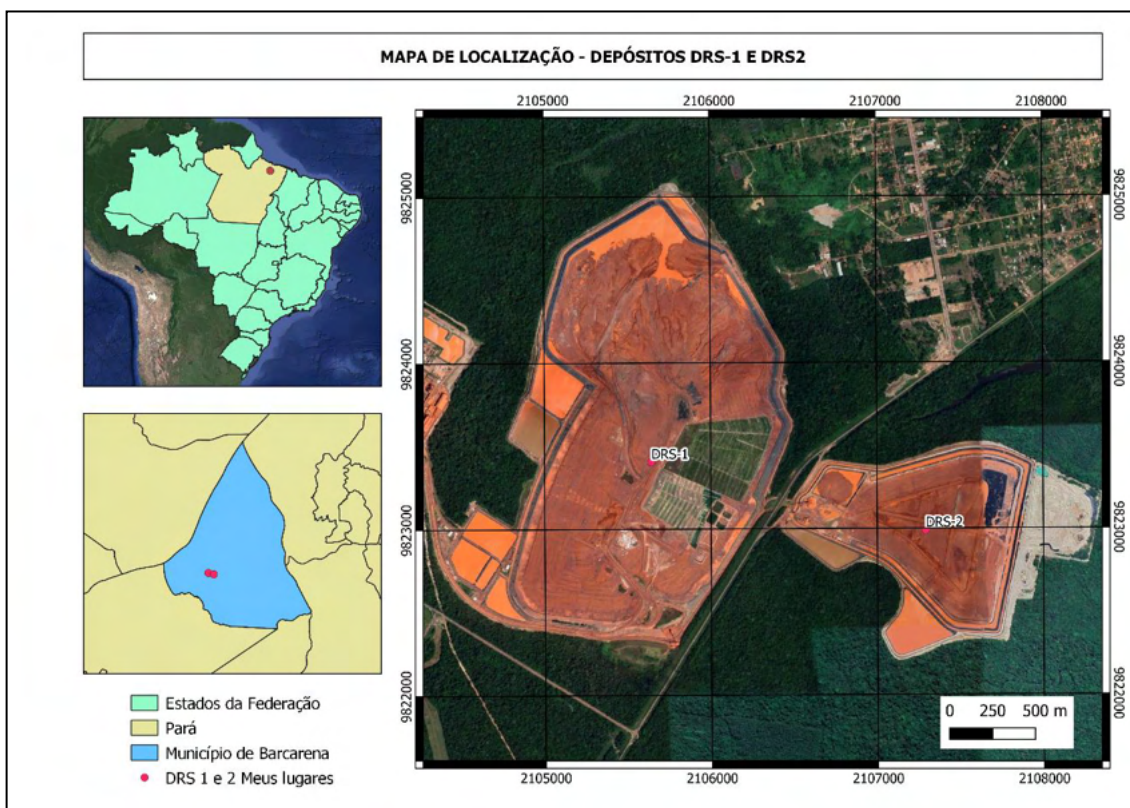 MAPA DE LOCALIZAÇÃO - DEPÓSITOS DRS-1 E DRS2
2105000 2106000 2107000 2108000
9825000 9825000
9824000 9824000
DRS-1
DRS-2
9823000 9823000
9822000 9822000
0 250 500 m
2105000 2106000 2107000 2108000
Estados da Federação
Pará
Município de Barcarena
DRS 1 e 2 Meus lugares